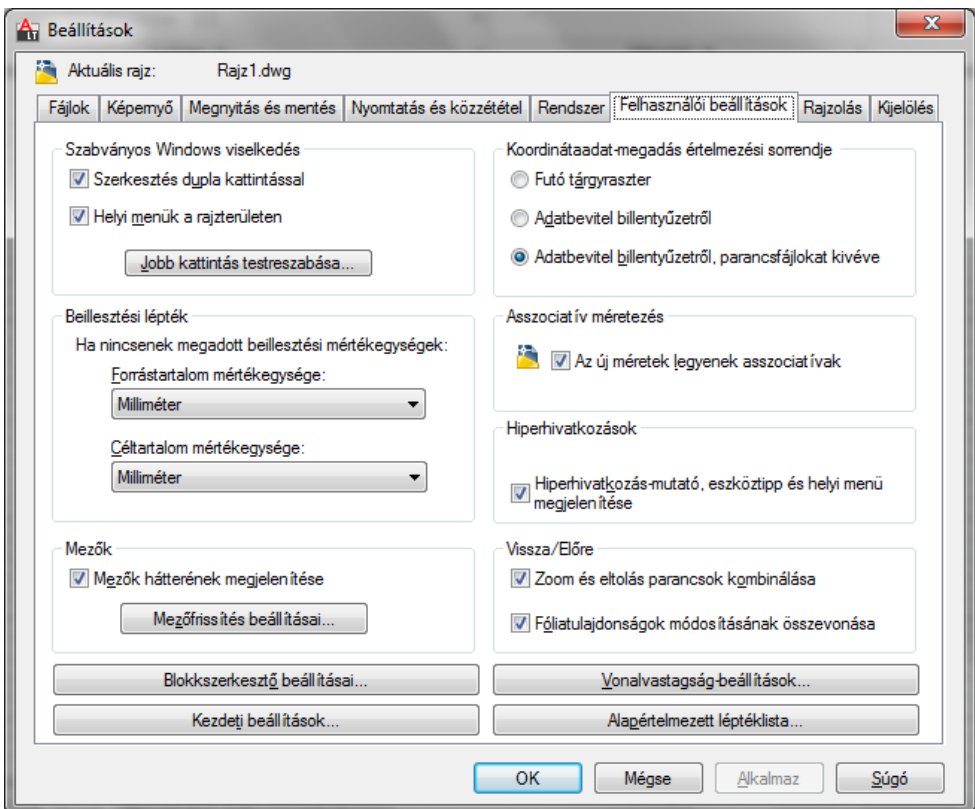 Beállítások
Aktuális rajz: Rajz1.dwg
Fájlok Képernyő Megnyitás és mentés Nyomtatás és közzététel Rendszer Felhasználói beállítások Rajzolás Kijelölés
Szabványos Windows viselkedés
Szerkesztés dupla kattintással
Helyi menük a rajzterületen
Jobb kattintás testreszabása...
Beillesztési lépték
Ha nincsenek megadott beillesztési mértékegységek:
Forrástartalom mértékegysége:
Milliméter
Céltartalom mértékegysége:
Milliméter
Mezők
Mezők hátterének megjelenítése
Mezőfrissítés beállításai...
Blokkszerkesztő beállításai...
Kezdeti beállítások...
Koordinátaadat-megadás értelmezési sorrendje
Futó tárgyraszter
Adatbevitel billentyűzetről
Adatbevitel billentyűzetről, parancsfájlokat kivéve
Asszociatív méretezés
Az új méretek legyenek asszociatívak
Hiperhivatkozások
Hiperhivatkozás-mutató, eszköztipp és helyi menü
megjelenítése
Vissza/Előre
Zoom és eltolás parancsok kombinálása
Fóliatulajdonságok módosításának összevonása
Vonalvastagság-beállítások...
Alapértelmezett léptéklista...
OK Mégse Alkalmaz Súgó